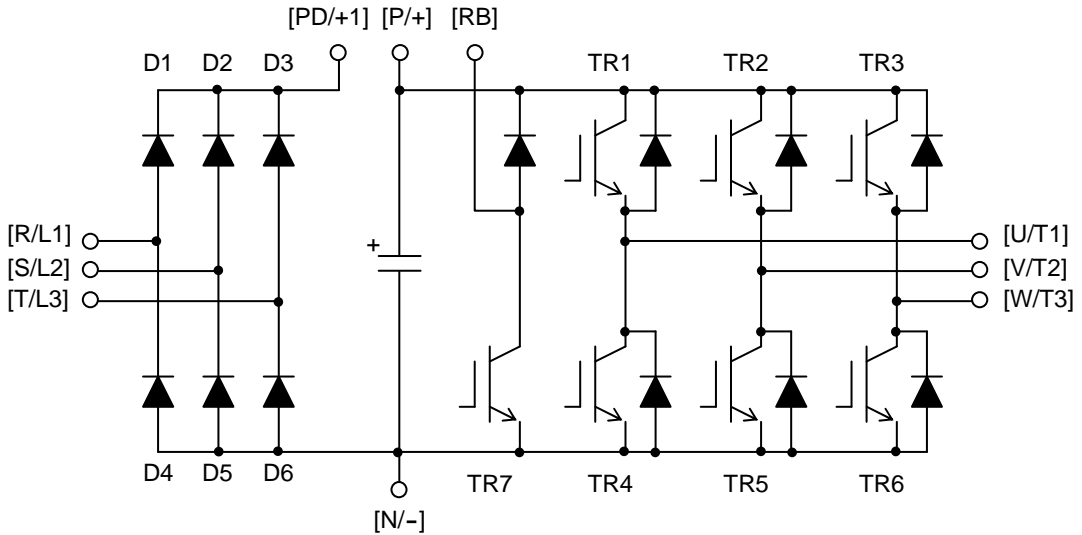 [PD/+1] [P/+] [RB]
D1 D2 D3 TR1 TR2 TR3
[R/L1] [U/T1]
+
[S/L2] [V/T2]
[T/L3] [W/T3]
D4 D5 D6 TR7 TR4 TR5 TR6
[N/-]